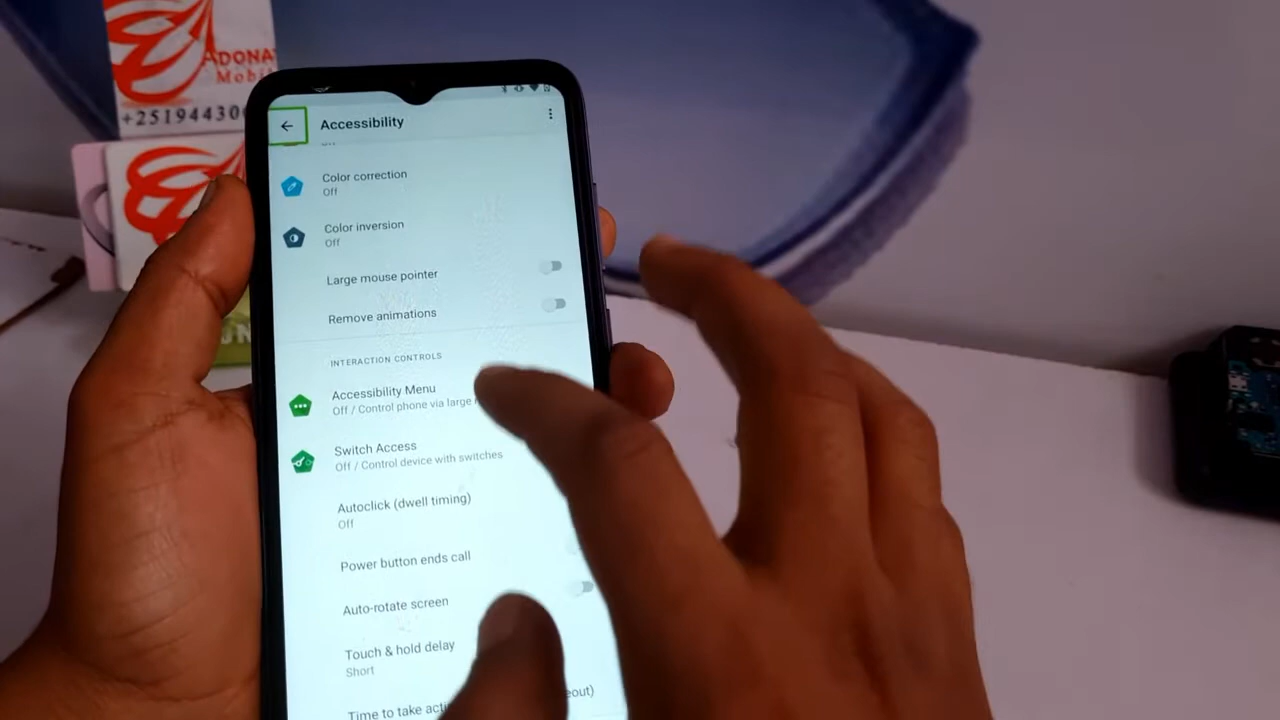 ADONA
Mobil
+25194430
Accessibility
Color correction
Off
Color inversion
Off
Large mouse pointer
Remove animations
INTERACTION CONTROLS
Accessibility Menu
Off / Control phone via large
Switch Access
Off / Control device with switches
Autoclick (dwell timing)
Off
Power button ends call
Auto-rotate screen
Touch & hold delay
Short
Time to take acti eout)